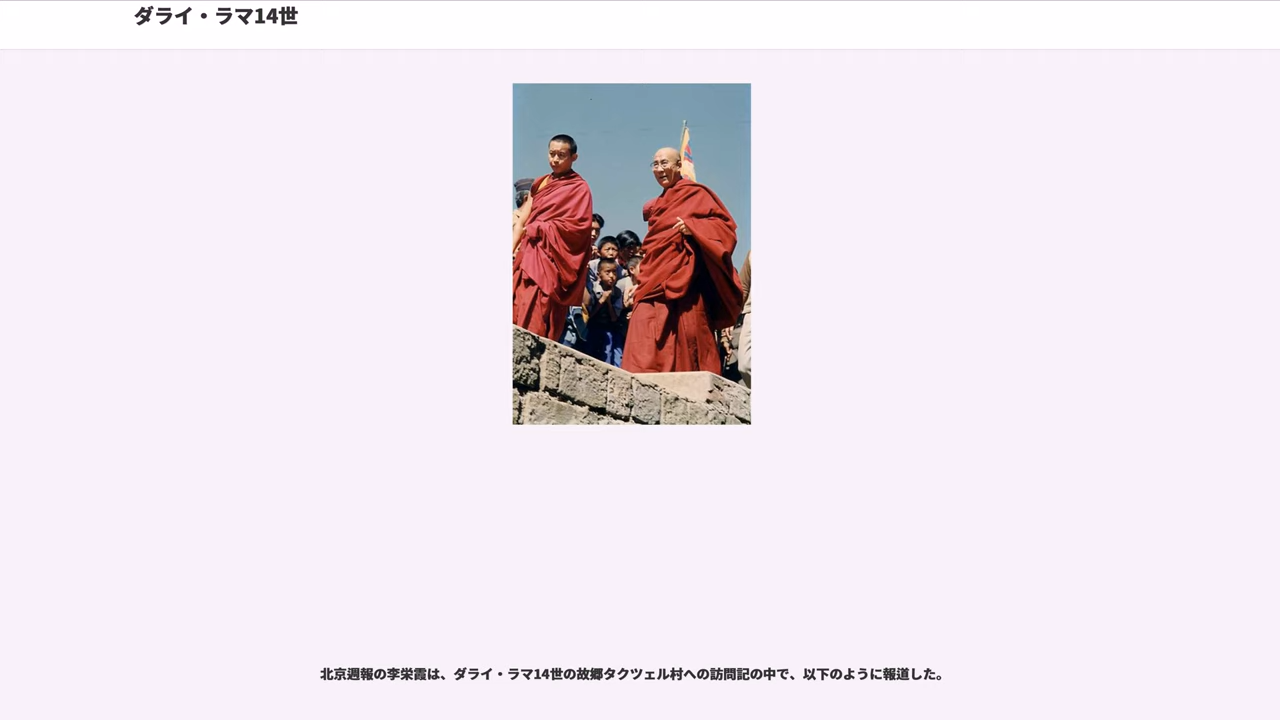 ダライ・ラマ14世
北京週報の李栄霞は、ダライ・ラマ14世の故郷タクツェル村への訪問記の中で、以下のように報道した。